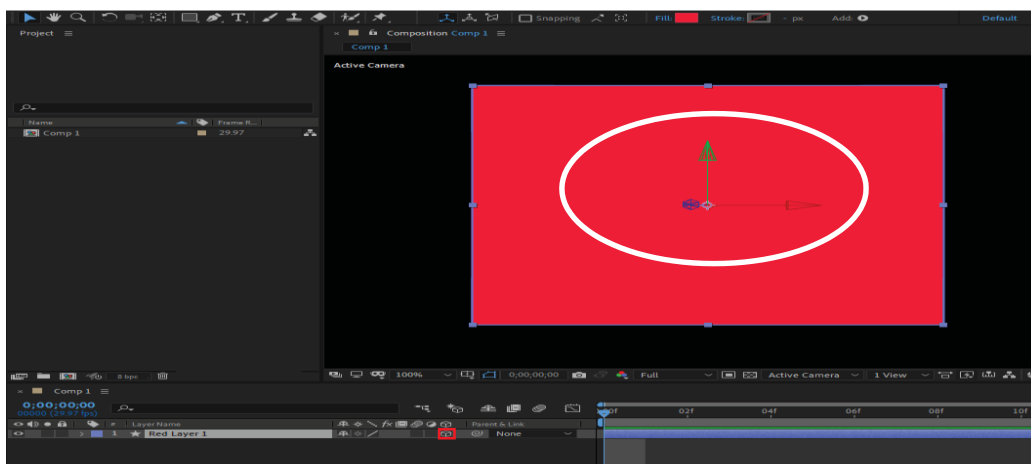 Snapping Fill: Stroke: - px Add: Default
Project
Composition Comp 1
Comp 1
Active Camera
Name Frame R...
Comp 1 29.97
8 bpc 100% 0;00;00;00 Full Active Camera 1 View
Comp 1
0;00;00;00
00000 (29.97 fps)
:00f 02f 04f 06f 08f 10f
# Layer Name Parent & Link
1 Red Layer 1 None